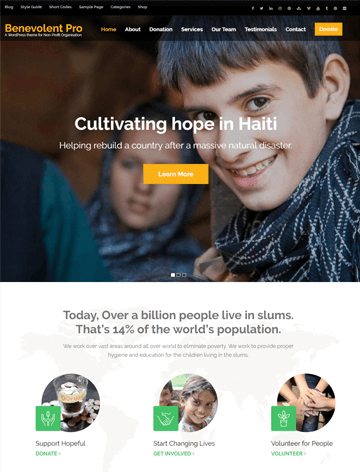 Blog Style Guide Short Codes Sample Page Categories Shop
Benevolent Pro
A WordPress theme for Non-Profit Organisation
Home About Donation Services Our Team Testimonials Contact Donate
Cultivating hope in Haiti
Helping rebuild a country after a massive natural disaster.
Learn More
Today, Over a billion people live in slums.
That's 14% of the world's population.
We work over vast areas around all over world to eliminate poverty. We work to provide proper
hygiene and education for the children living in the slums
Support Hopeful
DONATE >
Start Changing Lives
GET INVOLVED >
Volunteer for People
VOLUNTEER >